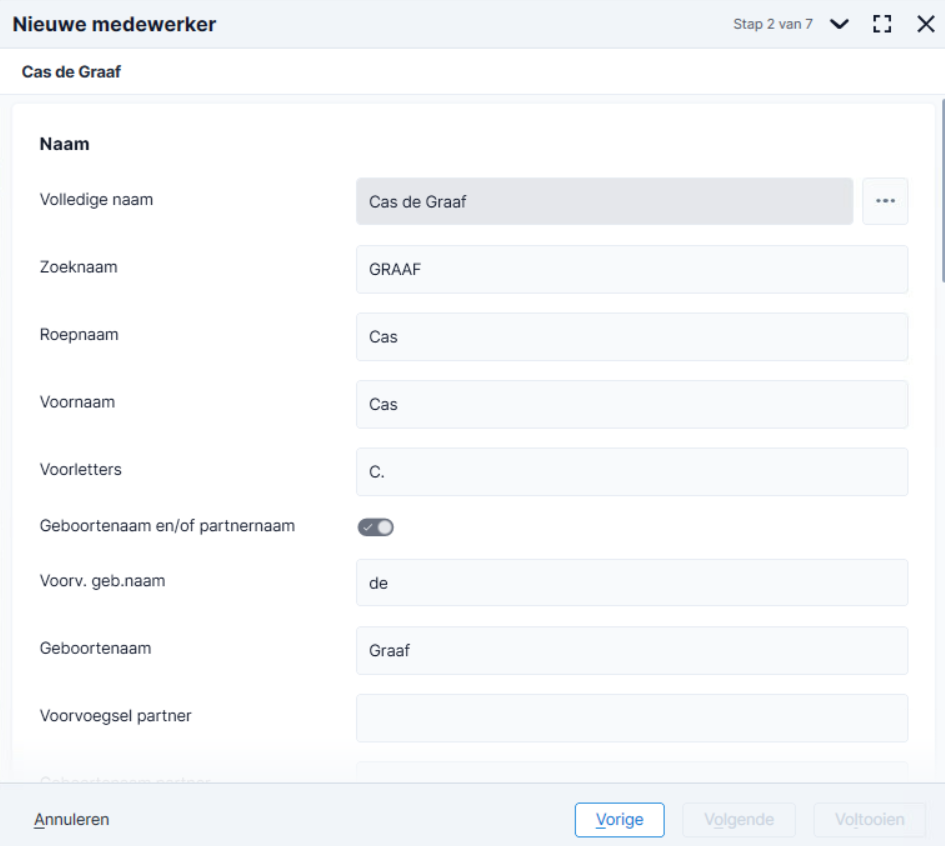 Nieuwe medewerker
Stap 2 van 7
Cas de Graaf
Naam
Volledige naam
Cas de Graaf
Zoeknaam
GRAAF
Roepnaam
Cas
Voornaam
Cas
Voorletters
C.
Geboortenaam en/of partnernaam
Voorv. geb.naam
de
Geboortenaam
Graaf
Voorvoegsel partner
Geboortenaam partner
Annuleren
Vorige
Volgende
Voltooien